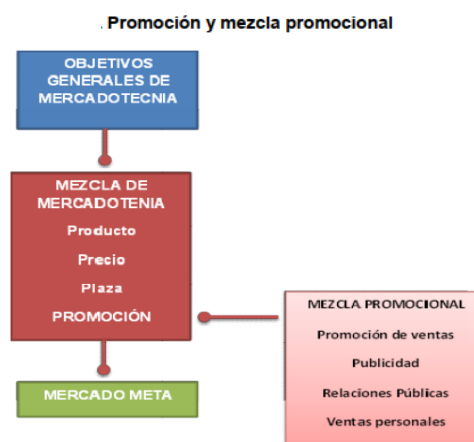 . Promoción y mezcla promocional
OBJETIVOS
GENERALES DE
MERCADOTECNIA
MEZCLA DE
MERCADOTENIA
Producto
Precio
Plaza
PROMOCIÓN
MERCADO META
MEZCLA PROMOCIONAL
Promoción de ventas
Publicidad
Relaciones Públicas
Ventas personales